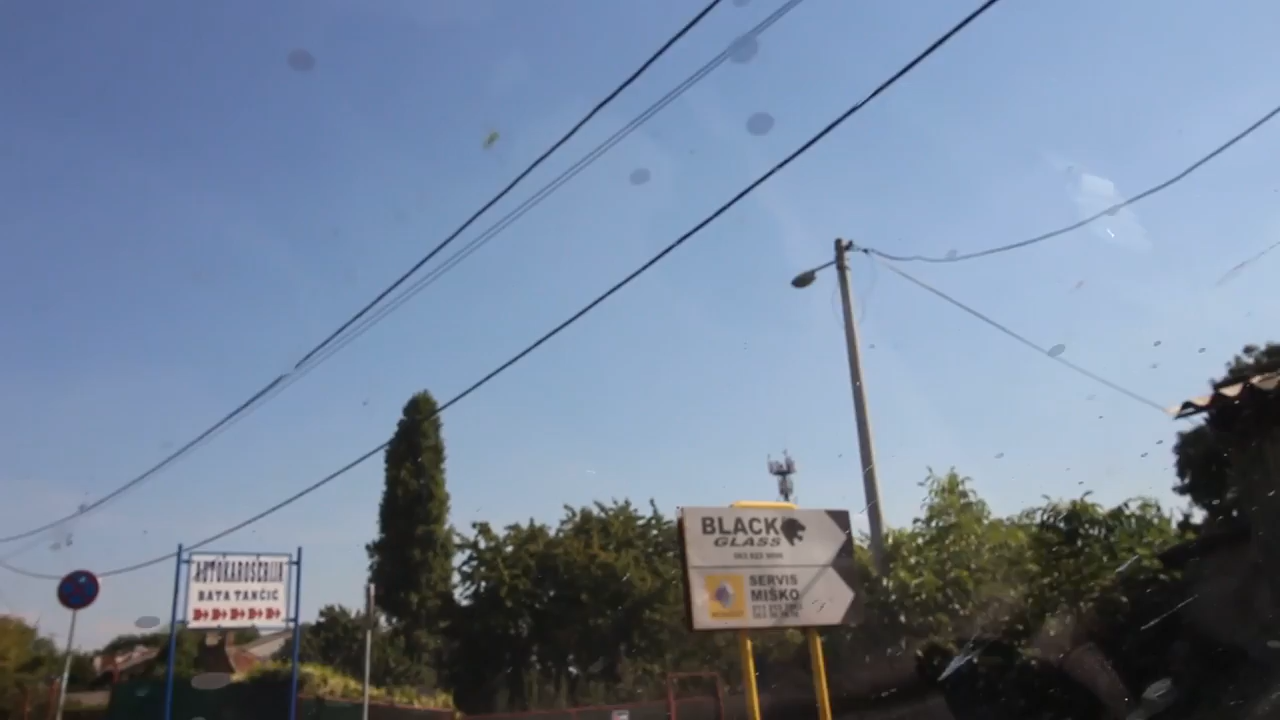 AUTOKAROSERIJA
BATA TANČIĆ
BLACK
GLASS
SERVIS
MIŠKO